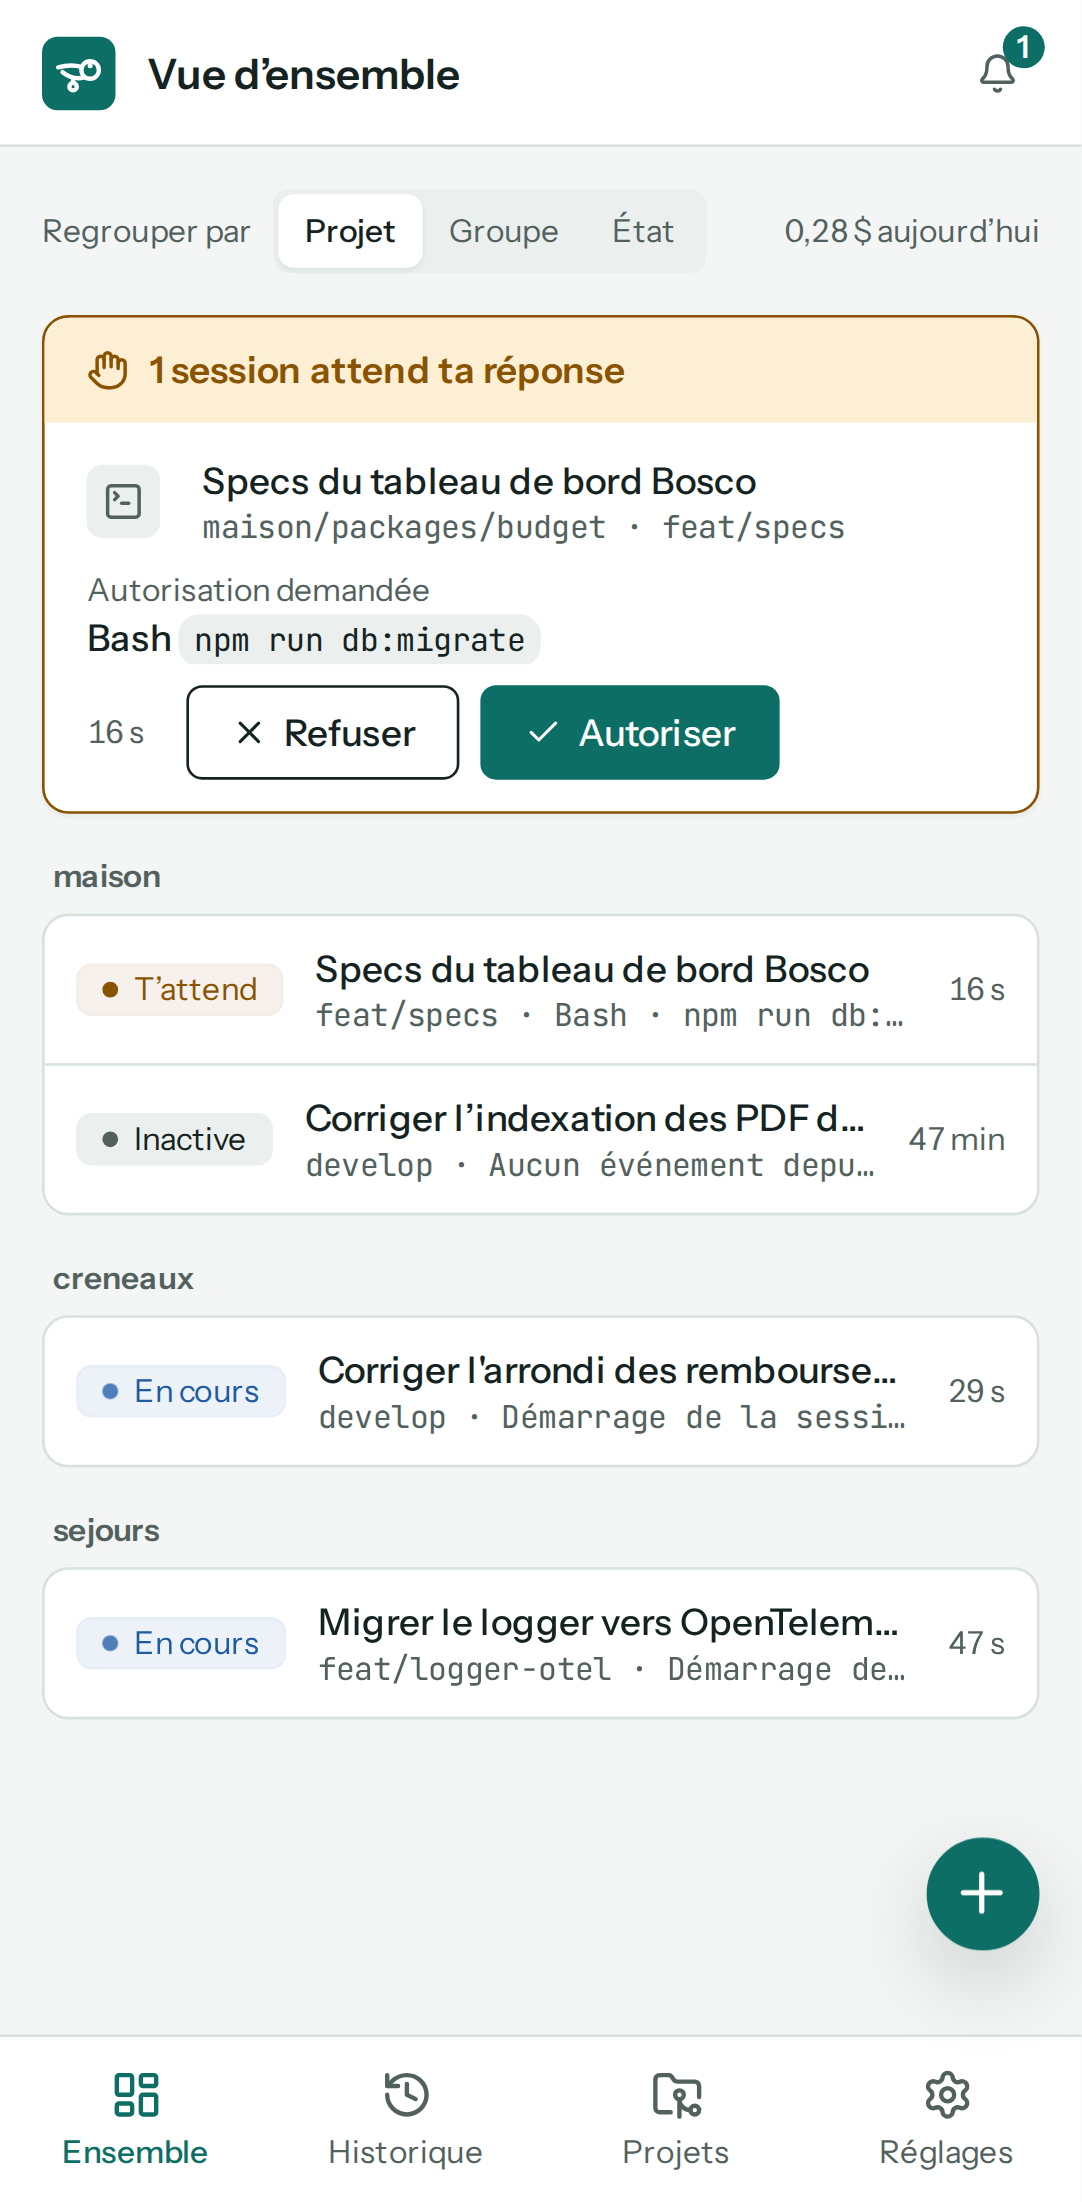 Vue d’ensemble
1
Regrouper par
Projet
Groupe
État
0,28 $ aujourd’hui
1 session attend ta réponse
Specs du tableau de bord Bosco
maison/packages/budget · feat/specs
Autorisation demandée
Bash npm run db:migrate
16 s
Refuser
Autoriser
maison
T’attend
Specs du tableau de bord Bosco
feat/specs · Bash · npm run db:…
16 s
Inactive
Corriger l’indexation des PDF d…
develop · Aucun événement depu…
47 min
creneaux
En cours
Corriger l'arrondi des rembourse…
develop · Démarrage de la sessi…
29 s
sejours
En cours
Migrer le logger vers OpenTelem…
feat/logger-otel · Démarrage de…
47 s
Ensemble
Historique
Projets
Réglages